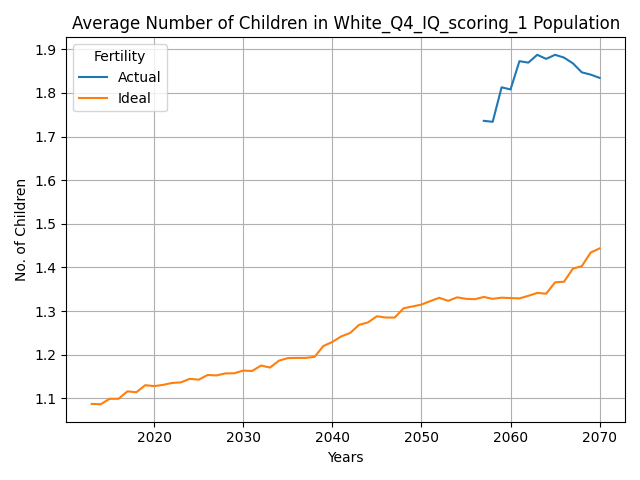 Average Number of Children in White_Q4_IQ_scoring_1 Population
Fertility
Actual
Ideal
No. of Children
1.9
1.8
1.7
1.6
1.5
1.4
1.3
1.2
1.1
2020 2030 2040 2050 2060 2070
Years